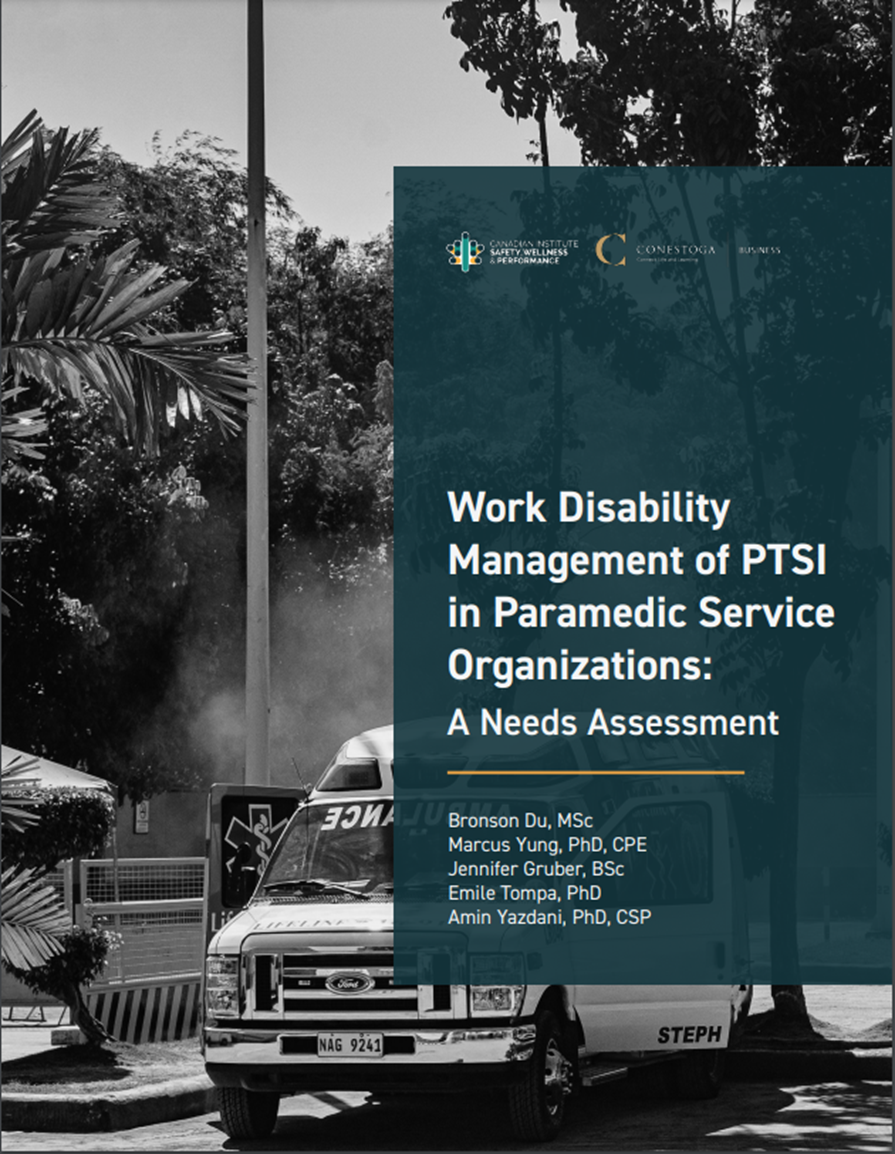 CANADIAN INSTITUTE
SAFETY WELLNESS
& PERFORMANCE
CONESTOGA
Connect Life and Learning
BUSINESS
Work Disability
Management of PTSI
in Paramedic Service
Organizations:
A Needs Assessment
Bronson Du, MSc
Marcus Yung, PhD, CPE
Jennifer Gruber, BSc
Emile Tompa, PhD
Amin Yazdani, PhD, CSP
AMBULANCE
Ford
NAG 9241
STEPH